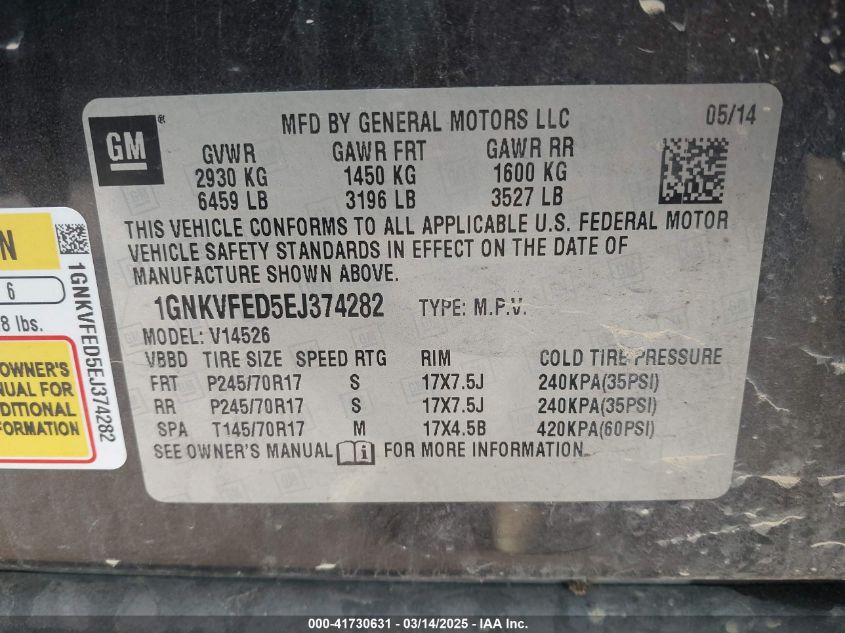 GM®
MFD BY GENERAL MOTORS LLC
05/14
GVWR GAWR FRT GAWR RR
2930 KG 1450 KG 1600 KG
6459 LB 3196 LB 3527 LB
THIS VEHICLE CONFORMS TO ALL APPLICABLE U.S. FEDERAL MOTOR
VEHICLE SAFETY STANDARDS IN EFFECT ON THE DATE OF
MANUFACTURE SHOWN ABOVE.
1GNKVFED5EJ374282 TYPE: M.P.V.
MODEL: V14526
VBBD TIRE SIZE SPEED RTG RIM COLD TIRE PRESSURE
FRT P245/70R17 S 17X7.5J 240KPA(35PSI)
RR P245/70R17 S 17X7.5J 240KPA(35PSI)
SPA T145/70R17 M 17X4.5B 420KPA(60PSI)
SEE OWNER'S MANUAL i FOR MORE INFORMATION.
N
6
8 lbs.
OWNER'S
UAL FOR
DITIONAL
FORMATION
1GNKVFED5EJ374282
000-41730631 - 03/14/2025 - IAA Inc.